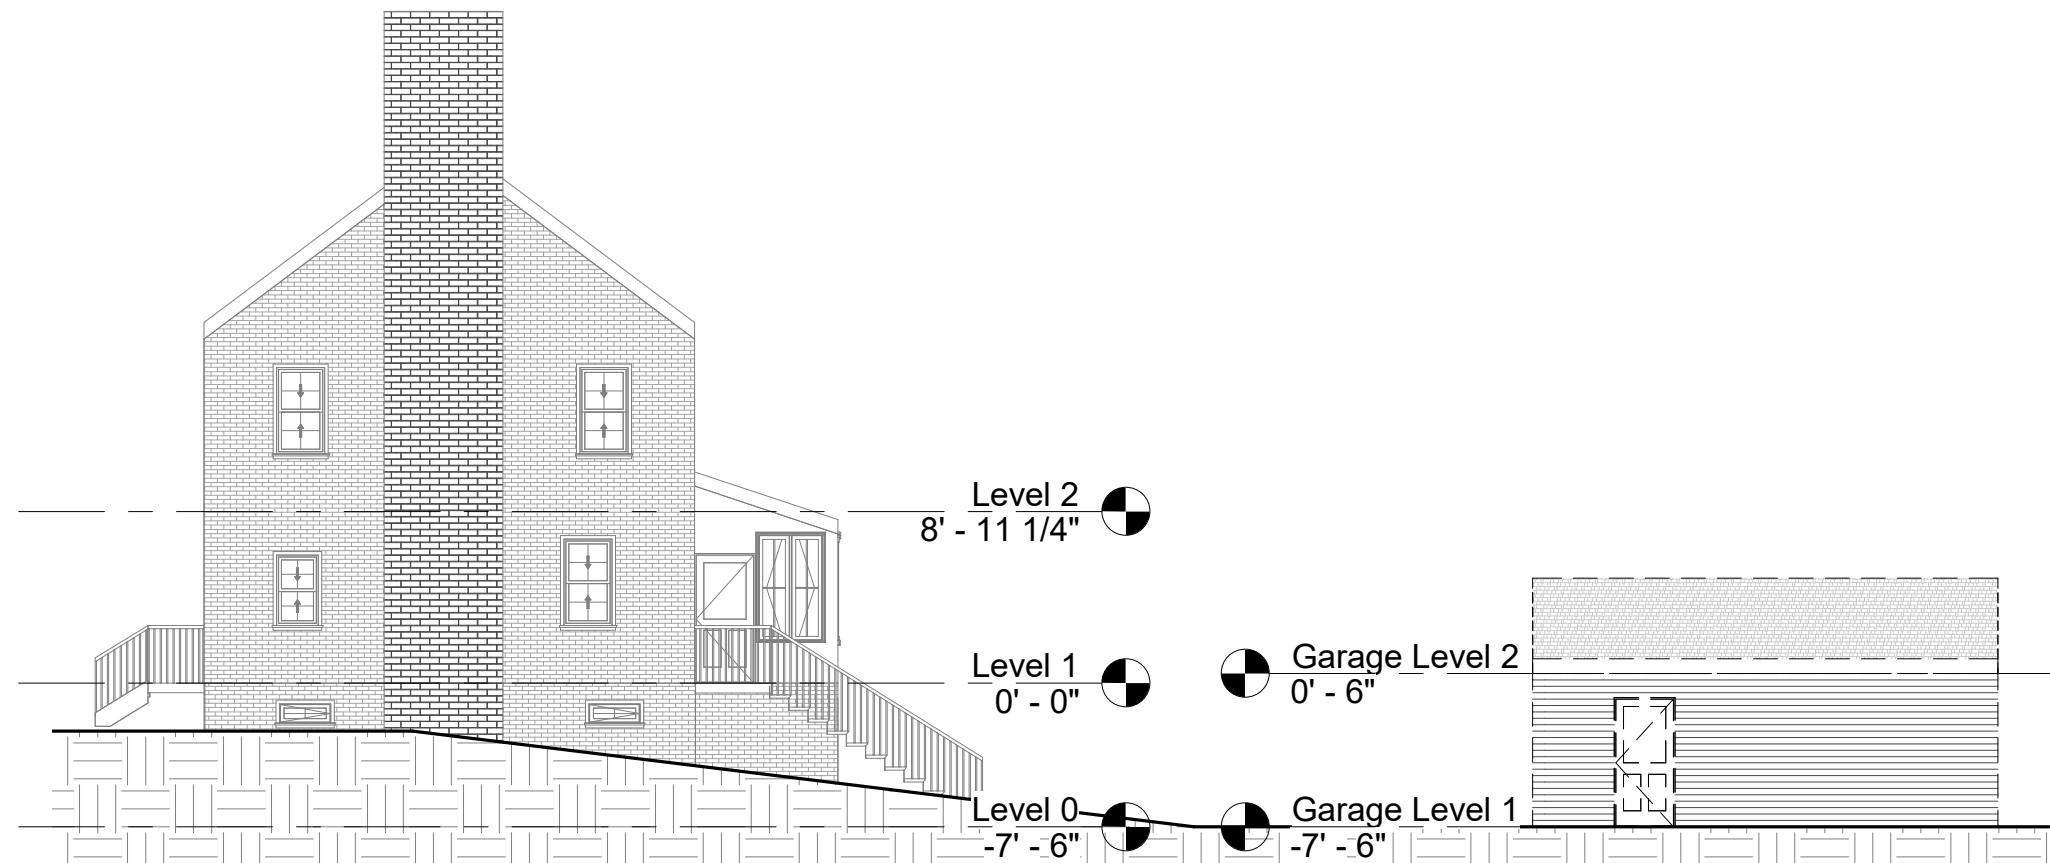 Level 2
8' - 11 1/4"
Level 1
0' - 0"
Garage Level 2
0' - 6"
Level 0
-7' - 6"
Garage Level 1
-7' - 6"